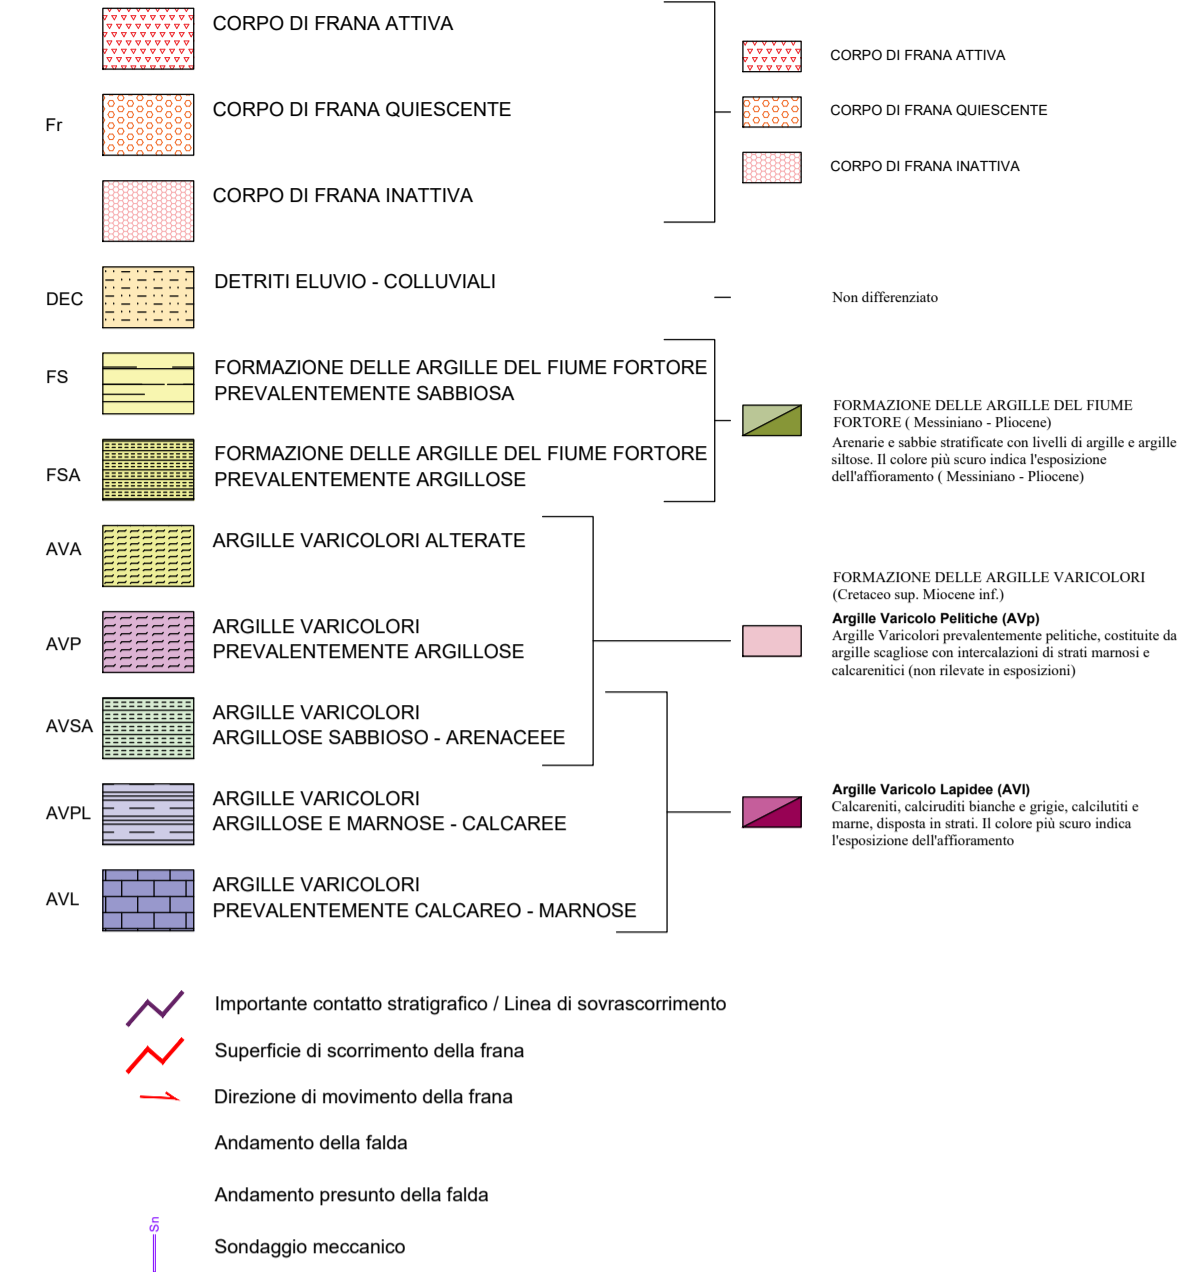 CORPO DI FRANA ATTIVA
Fr
CORPO DI FRANA QUIESCENTE
CORPO DI FRANA INATTIVA
CORPO DI FRANA ATTIVA
CORPO DI FRANA QUIESCENTE
CORPO DI FRANA INATTIVA
DEC
DETRITI ELUVIO - COLLUVIALI
Non differenziato
FS
FORMAZIONE DELLE ARGILLE DEL FIUME FORTORE
PREVALENTEMENTE SABBIOSA
FSA
FORMAZIONE DELLE ARGILLE DEL FIUME FORTORE
PREVALENTEMENTE ARGILLOSE
FORMAZIONE DELLE ARGILLE DEL FIUME
FORTORE ( Messiniano - Pliocene)
Arenarie e sabbie stratificate con livelli di argille e argille
siltose. Il colore più scuro indica l'esposizione
dell'affioramento ( Messiniano - Pliocene)
AVA
ARGILLE VARICOLORI ALTERATE
AVP
ARGILLE VARICOLORI
PREVALENTEMENTE ARGILLOSE
AVSA
ARGILLE VARICOLORI
ARGILLOSE SABBIOSO - ARENACEEE
FORMAZIONE DELLE ARGILLE VARICOLORI
(Cretaceo sup. Miocene inf.)
Argille Varicolo Pelitiche (AVp)
Argille Varicolori prevalentemente pelitiche, costituite da
argille scagliose con intercalazioni di strati marnosi e
calcarenitici (non rilevate in esposizioni)
AVPL
ARGILLE VARICOLORI
ARGILLOSE E MARNOSE - CALCAREE
AVL
ARGILLE VARICOLORI
PREVALENTEMENTE CALCAREO - MARNOSE
Argille Varicolo Lapidee (AVl)
Calcareniti, calciruditi bianche e grigie, calcilutiti e
marne, disposta in strati. Il colore più scuro indica
l'esposizione dell'affioramento
Importante contatto stratigrafico / Linea di sovrascorrimento
Superficie di scorrimento della frana
Direzione di movimento della frana
Andamento della falda
Andamento presunto della falda
Sn
Sondaggio meccanico